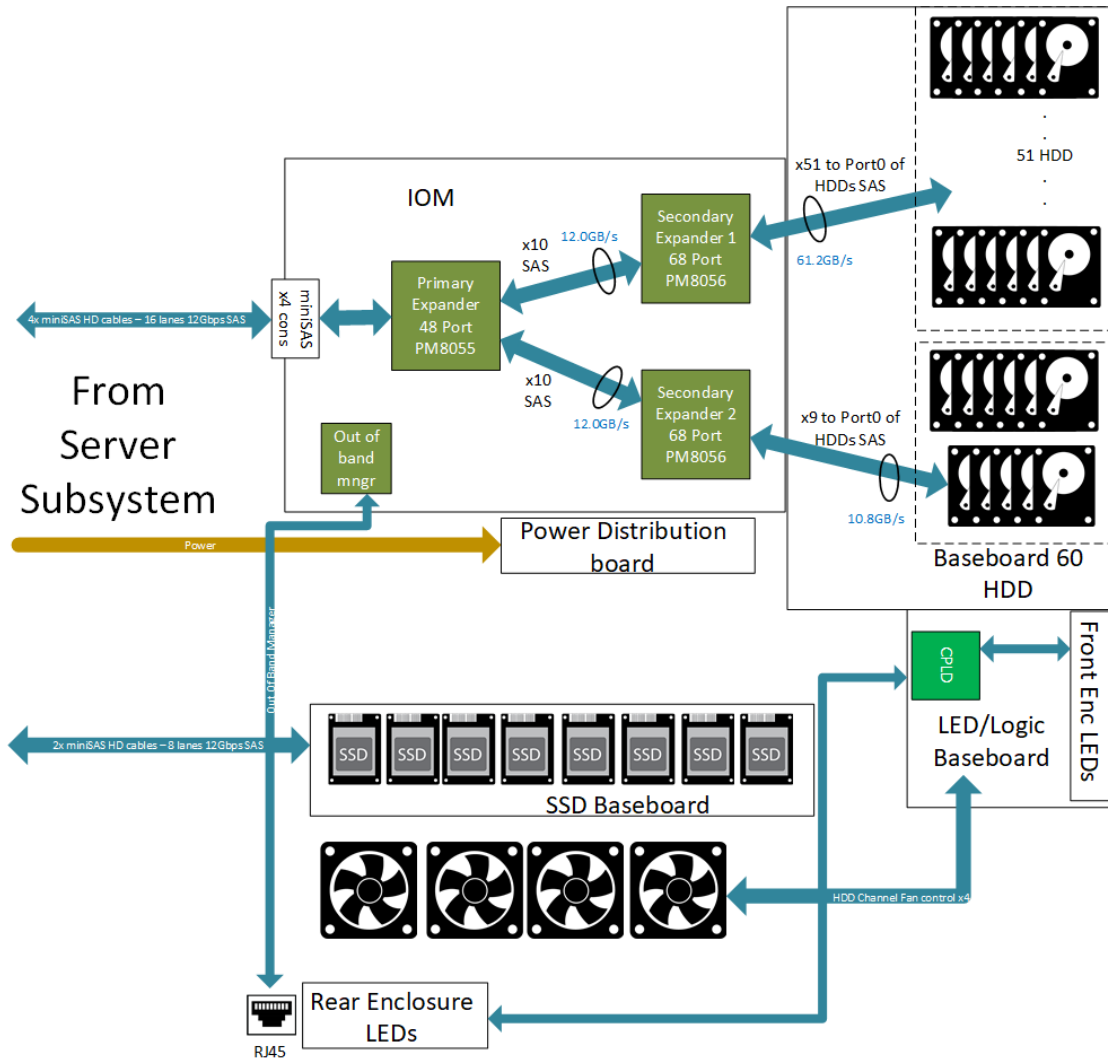 51 HDD
x51 to Port0 of
HDDs SAS
61.2GB/s
IOM
Secondary
Expander 1
68 Port
PM8056
12.0GB/s
x10
SAS
Primary
Expander
48 Port
PM8055
miniSAS
x4 cons
4x miniSAS HD cables – 16 lanes 12Gbps SAS
x10
SAS
12.0GB/s
Secondary
Expander 2
68 Port
PM8056
x9 to Port0 of
HDDs SAS
10.8GB/s
From
Server
Subsystem
Out of
band
mngr
Power
Power Distribution
board
Baseboard 60
HDD
Out Of Band Manager
CPLD
Front Enc LEDs
LED/Logic
Baseboard
2x miniSAS HD cables – 8 lanes 12Gbps SAS
SSD SSD SSD SSD SSD SSD SSD SSD
SSD Baseboard
HDD Channel Fan control x4
Rear Enclosure
LEDs
RJ45